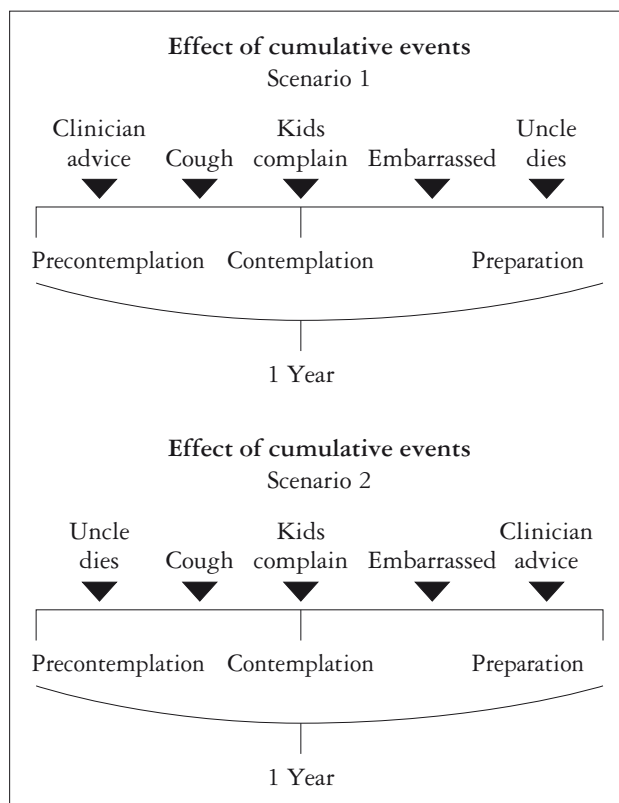 Effect of cumulative events
Scenario 1
Clinician advice
Cough
Kids complain
Embarrassed
Uncle dies
Precontemplation Contemplation Preparation
1 Year
Effect of cumulative events
Scenario 2
Uncle dies
Cough
Kids complain
Embarrassed
Clinician advice
Precontemplation Contemplation Preparation
1 Year